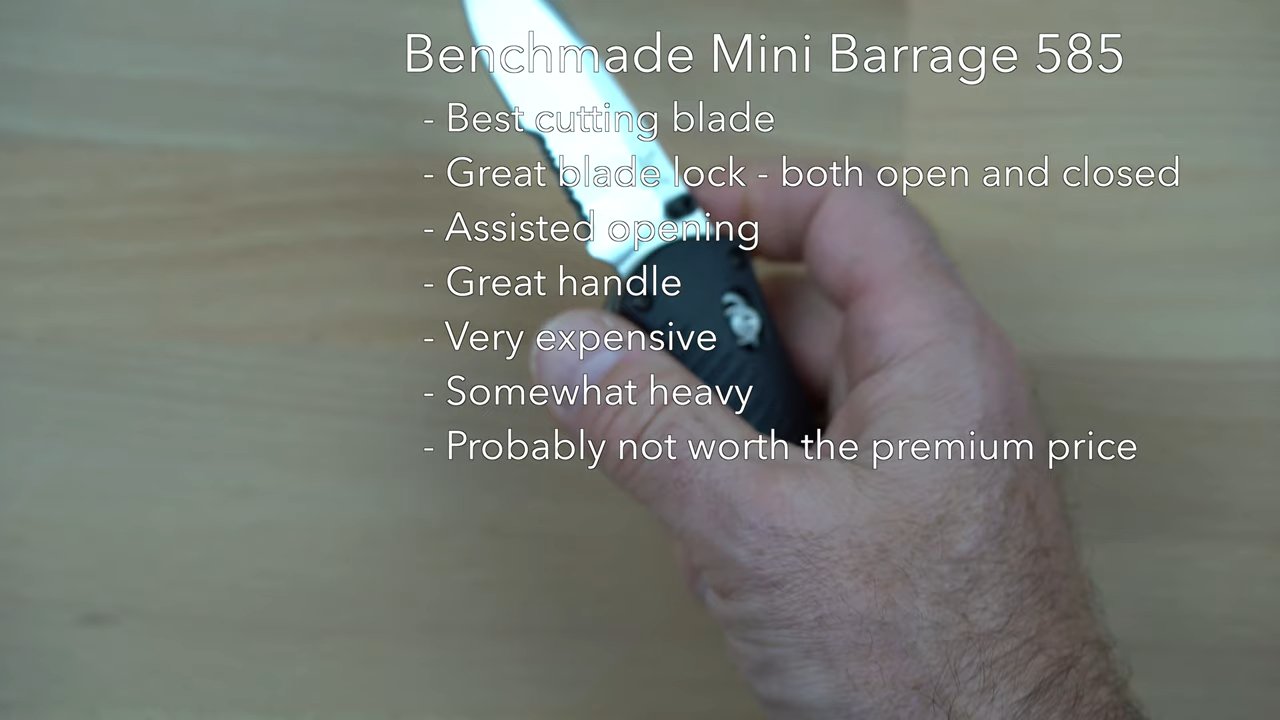 Benchmade Mini Barrage 585
- Best cutting blade
- Great blade lock - both open and closed
- Assisted opening
- Great handle
- Very expensive
- Somewhat heavy
- Probably not worth the premium price